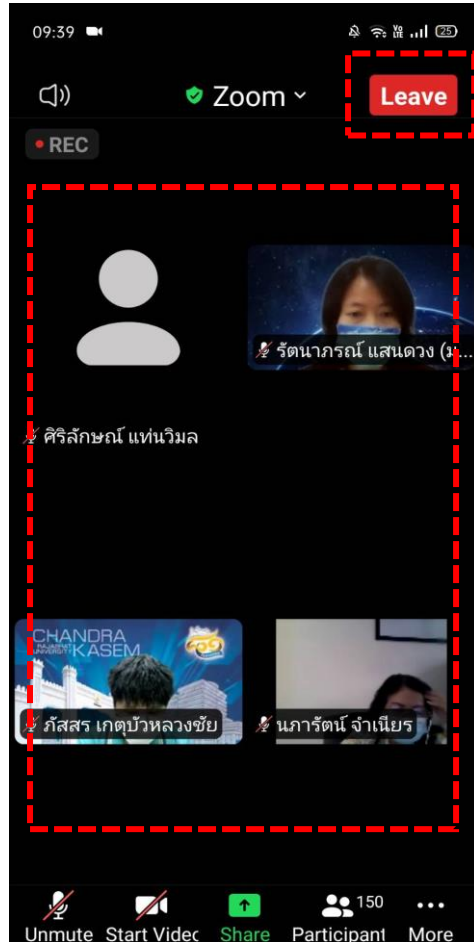 09:39 25
Zoom Leave
REC
รัตนาภรณ์ แสนดวง (ม...
ศิริลักษณ์ แท่นวิมล
CHANDRA
KASEM
ภัสสร เกตุบัวหลวงชัย
นภารัตน์ จำเนียร
150
Unmute Start Videc Share Participant More